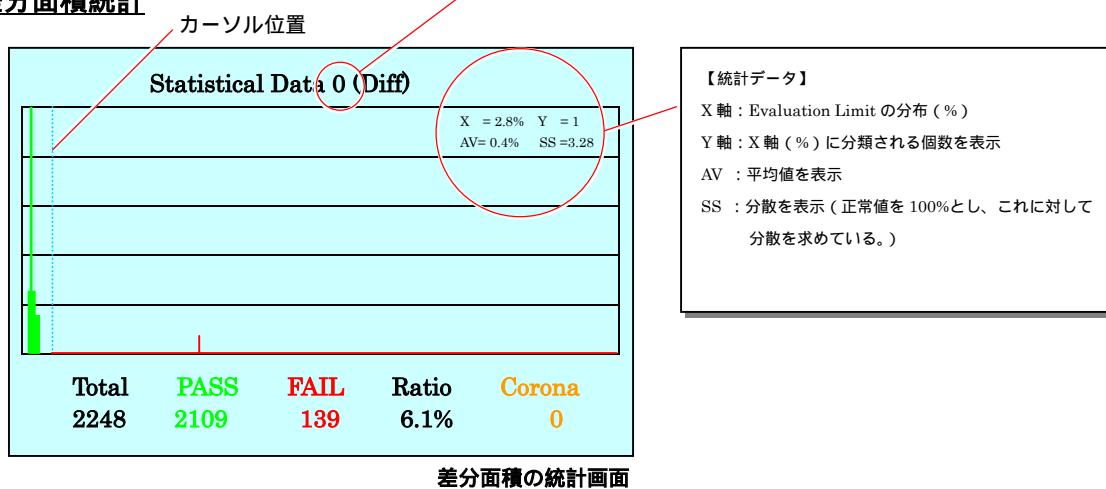 分面積統計
カーソル位置
Statistical Data 0 (Diff)
X = 2.8% Y = 1
AV= 0.4% SS =3.28
Total PASS FAIL Ratio Corona
2248 2109 139 6.1% 0
差分面積の統計画面
【統計データ】
X 軸：Evaluation Limit の分布（%）
Y 軸：X 軸（%）に分類される個数を表示
AV ：平均値を表示
SS ：分散を表示（正常値を 100%とし、これに対して
分散を求めている。）